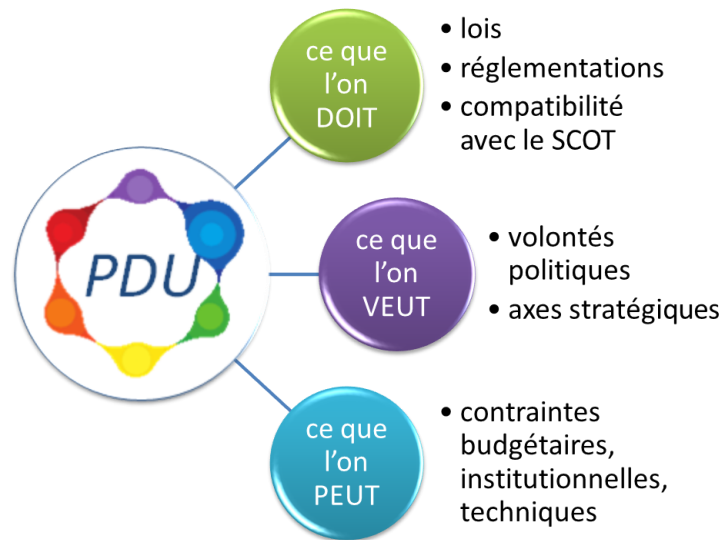 PDU
ce que
l'on
DOIT
• lois
• réglementations
• compatibilité
avec le SCOT
ce que
l'on
VEUT
• volontés
politiques
• axes stratégiques
ce que
l'on
PEUT
• contraintes
budgétaires,
institutionnelles,
techniques